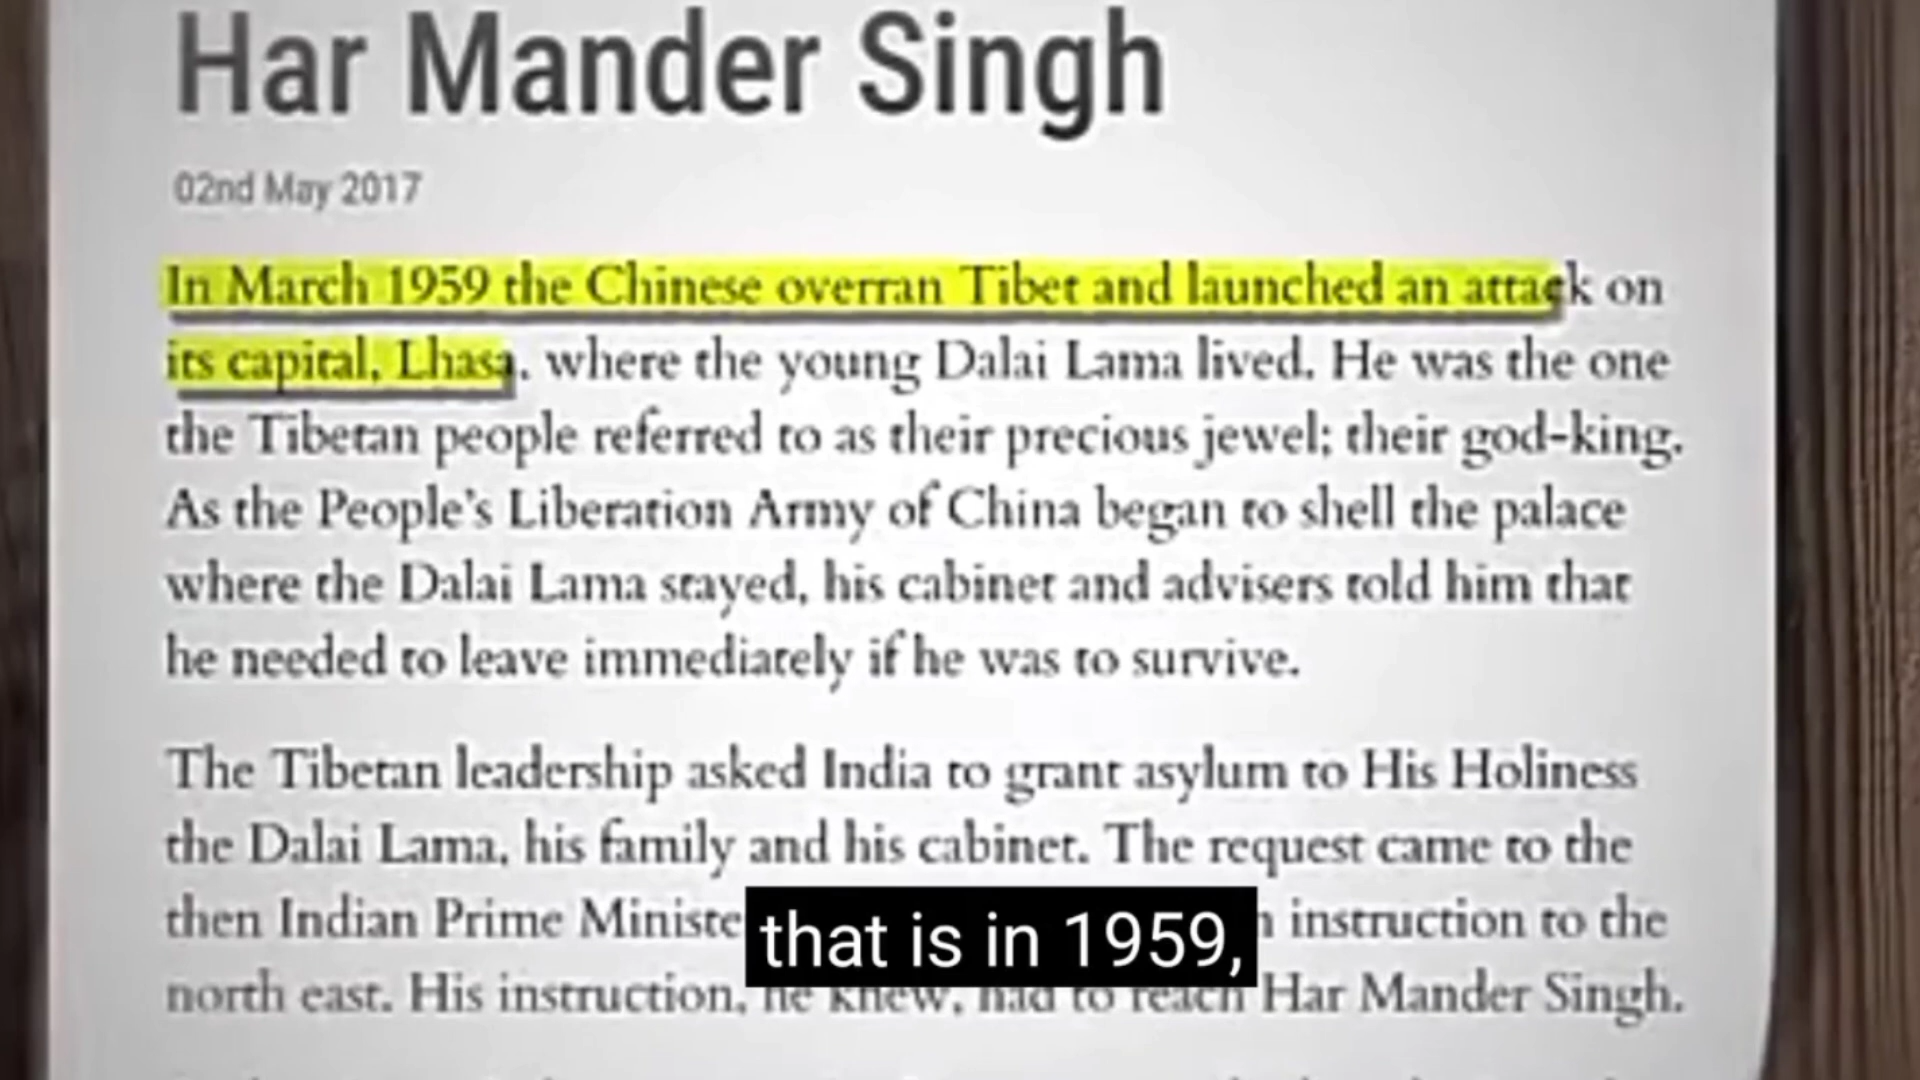 Har Mander Singh
02nd May 2017
In March 1959 the Chinese overran Tibet and launched an attack on
its capital, Lhasa, where the young Dalai Lama lived. He was the one
the Tibetan people referred to as their precious jewel; their god-king.
As the People's Liberation Army of China began to shell the palace
where the Dalai Lama stayed, his cabinet and advisers told him that
he needed to leave immediately if he was to survive.
The Tibetan leadership asked India to grant asylum to His Holiness
the Dalai Lama, his family and his cabinet. The request came to the
then Indian Prime Ministe instruction to the
that is in 1959,
north east. His instruction, he knew, had to reach Har Mander Singh.